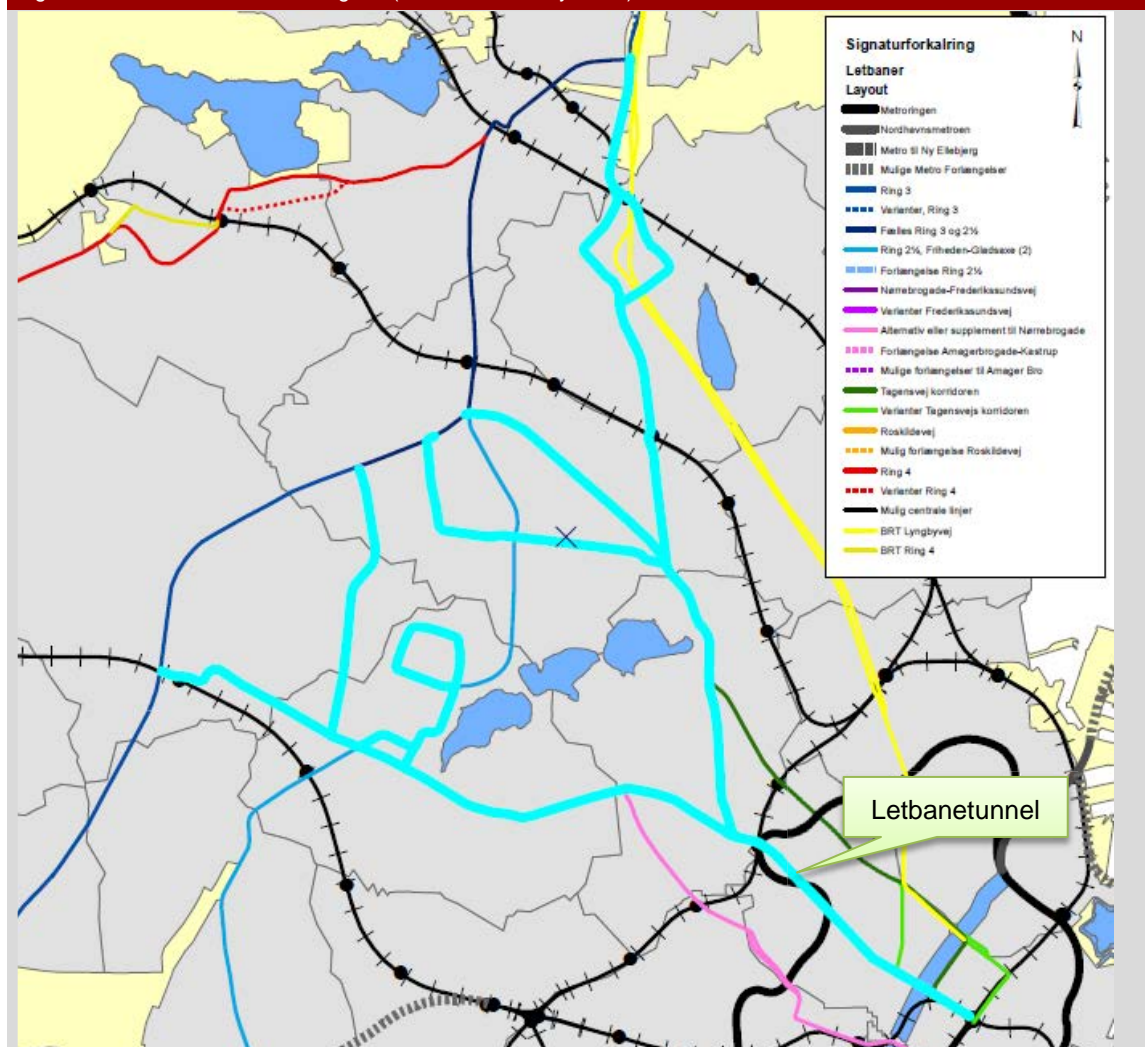 Signaturforkalring
N
Letbaner
Layout
Metroringen
Nordhavnsmetroen
Metro til Ny Ellebjerg
Mulige Metro Forlængelser
Ring 3
Varianter, Ring 3
Fælles Ring 3 og 2½
Ring 2½, Friheden-Gladsaxe (2)
Forlængelse Ring 2½
Nørrebrogade-Frederikssundsvej
Varianter Frederikssundsvej
Alternativ eller supplement til Nørrebrogade
Forlængelse Amagerbrogade-Kastrup
Mulige forlængelser til Amager Bro
Tagensvej korridoren
Varianter Tagensvejs korridoren
Roskildevej
Mulig forlængelse Roskildevej
Ring 4
Varianter Ring 4
Mulig centrale linjer
BRT Lyngbyvej
BRT Ring 4
Letbanetunnel